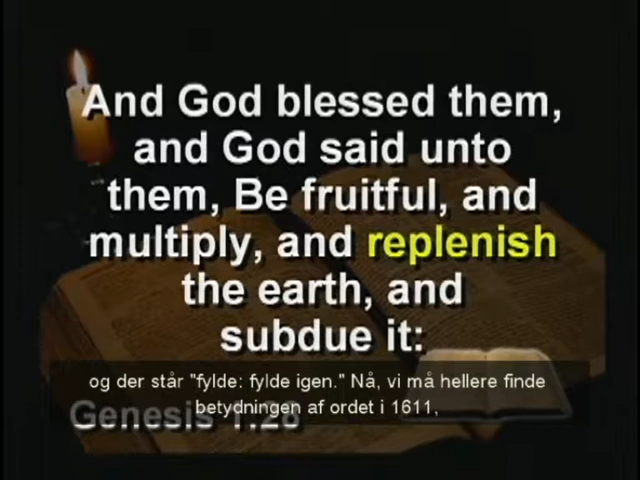 And God blessed them,
and God said unto
them, Be fruitful, and
multiply, and replenish
the earth, and
subdue it:
og der står "fylde: fylde igen." Nå, vi må hellere finde
betydningen af ordet i 1611,
Genesis 1:28